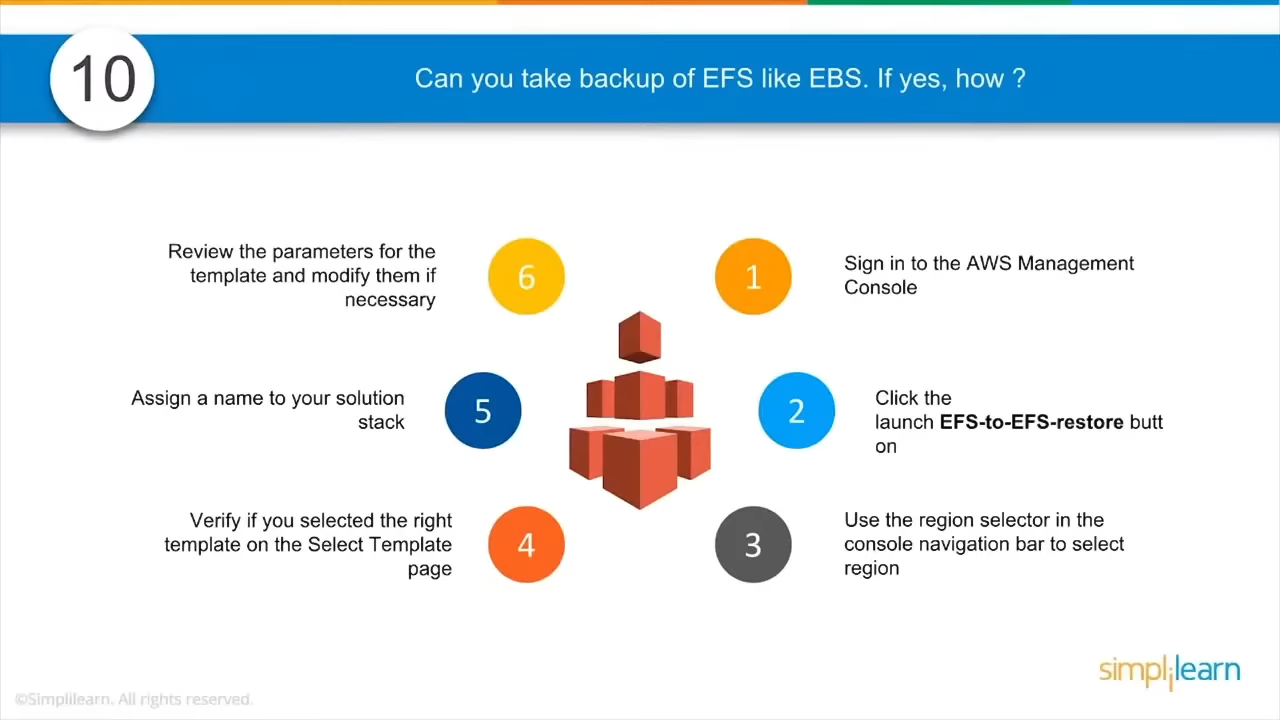 10
Can you take backup of EFS like EBS. If yes, how ?
1
Sign in to the AWS Management
Console
2
Click the
launch EFS-to-EFS-restore butt
on
3
Use the region selector in the
console navigation bar to select
region
4
Verify if you selected the right
template on the Select Template
page
5
Assign a name to your solution
stack
6
Review the parameters for the
template and modify them if
necessary
simplilearn
©Simplilearn. All rights reserved.